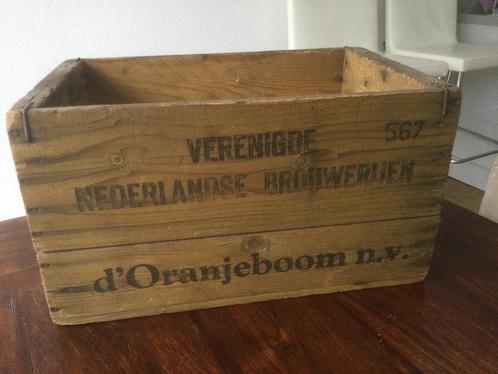 VERENIGDE 567
NEDERLANDSE BROUWERIJEN
d'Oranjeboom n.v.